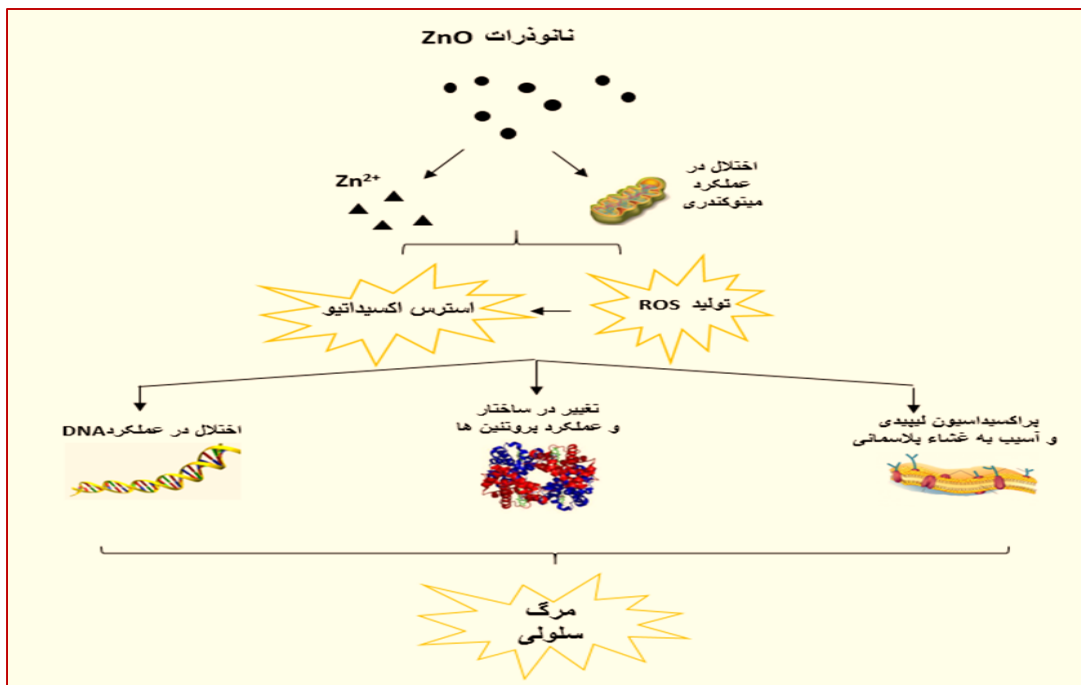 نانوذرات ZnO
Zn²⁺
اختلال در
عملکرد
میتوکندری
تولید ROS
استرس اکسیداتیو
پراکسیداسیون لیپیدی
و آسیب به غشاء پلاسمائی
تغییر در ساختار
و عملکرد پروتئین ها
اختلال در عملکردDNA
مرگ
سلولی